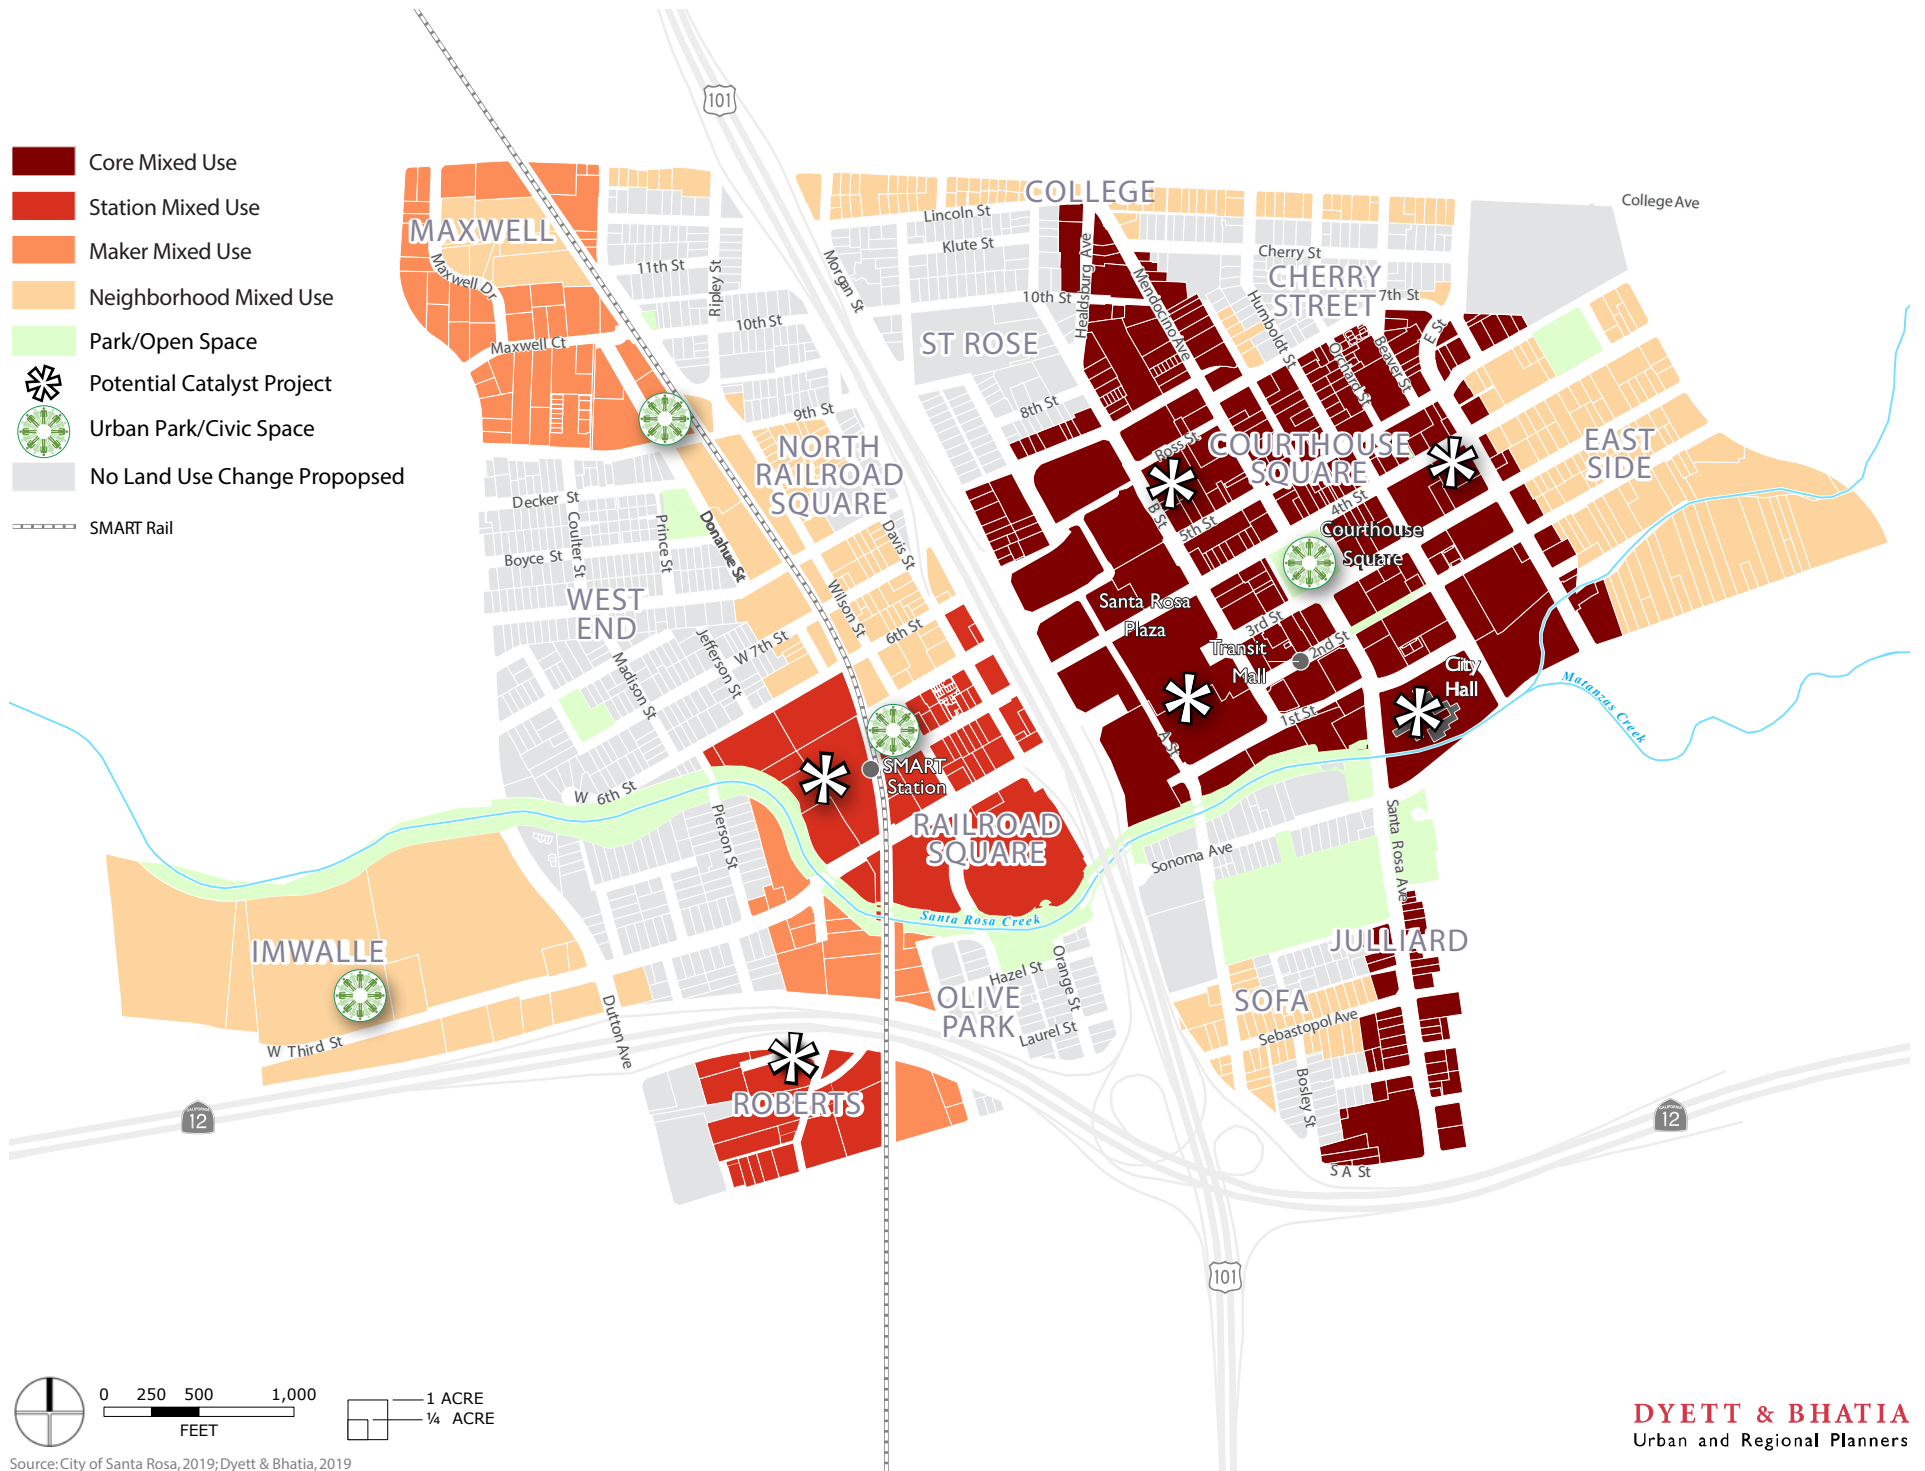 101
Core Mixed Use
Station Mixed Use
Maker Mixed Use
Neighborhood Mixed Use
Park/Open Space
Potential Catalyst Project
Urban Park/Civic Space
No Land Use Change Propopsed
SMART Rail
COLLEGE
College Ave
MAXWELL
Lincoln St
Klute St
Cherry St
CHERRY
STREET
7th St
11th St
Ripley St
Morgan St
Maxwell Dr
10th St
10th St
Healdsburg Ave
Mendocino Ave
Humboldt St
Orchard St
Beaver St
E St
Maxwell Ct
ST ROSE
8th St
9th St
NORTH
RAILROAD
SQUARE
Ross St
COURTHOUSE
SQUARE
EAST
SIDE
Decker St
Coulter St
Boyce St
Prince St
Donahue St
Davis St
B St
5th St
4th St
Courthouse
Square
WEST
END
Wilson St
6th St
W 7th St
Jefferson St
Madison St
Santa Rosa
Plaza
3rd St
2nd St
Transit
Mall
City
Hall
1st St
A St
Matanzas Creek
SMART
Station
W 6th St
Pierson St
RAILROAD
SQUARE
Sonoma Ave
Santa Rosa Ave
Santa Rosa Creek
IMWALLE
JULLIARD
Hazel St
Orange St
OLIVE
PARK
Laurel St
SOFA
Sebastopol Ave
Bosley St
W Third St
Dutton Ave
ROBERTS
CALIFORNIA
12
CALIFORNIA
12
S A St
101
0 250 500 1,000
FEET
1 ACRE
¼ ACRE
DYETT & BHATIA
Urban and Regional Planners
Source: City of Santa Rosa, 2019; Dyett & Bhatia, 2019